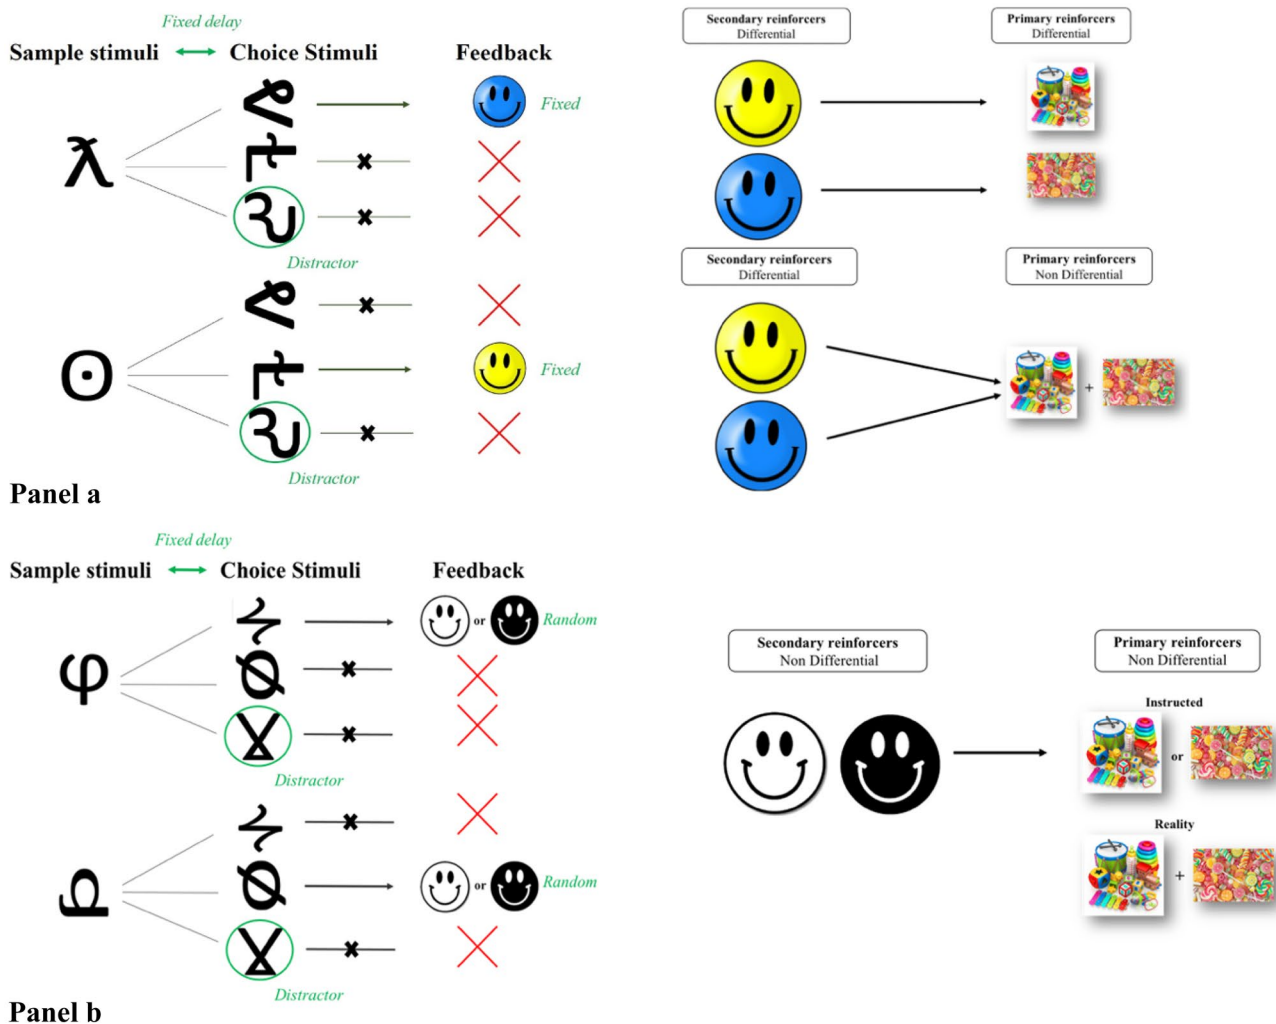 Fixed delay
Sample stimuli Choice Stimuli Feedback
Fixed
Distractor
Fixed
Distractor
Panel a
Secondary reinforcers
Differential
Primary reinforcers
Differential
Secondary reinforcers
Differential
Primary reinforcers
Non Differential
+
Fixed delay
Sample stimuli Choice Stimuli Feedback
or Random
Distractor
or Random
Distractor
Panel b
Secondary reinforcers
Non Differential
Primary reinforcers
Non Differential
Instructed
or
Reality
+